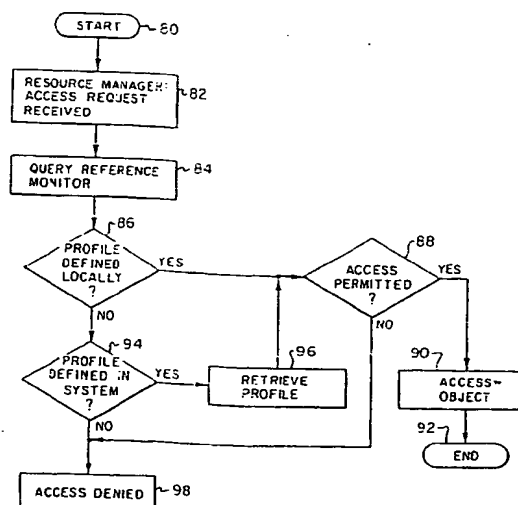 START
80
RESOURCE MANAGER:
ACCESS REQUEST
RECEIVED
82
QUERY REFERENCE
MONITOR
84
86
PROFILE
DEFINED
LOCALLY
?
YES
NO
88
ACCESS
PERMITTED
?
YES
NO
94
PROFILE
DEFINED IN
SYSTEM
?
YES
NO
96
RETRIEVE
PROFILE
90
ACCESS-
OBJECT
92
END
ACCESS DENIED
98